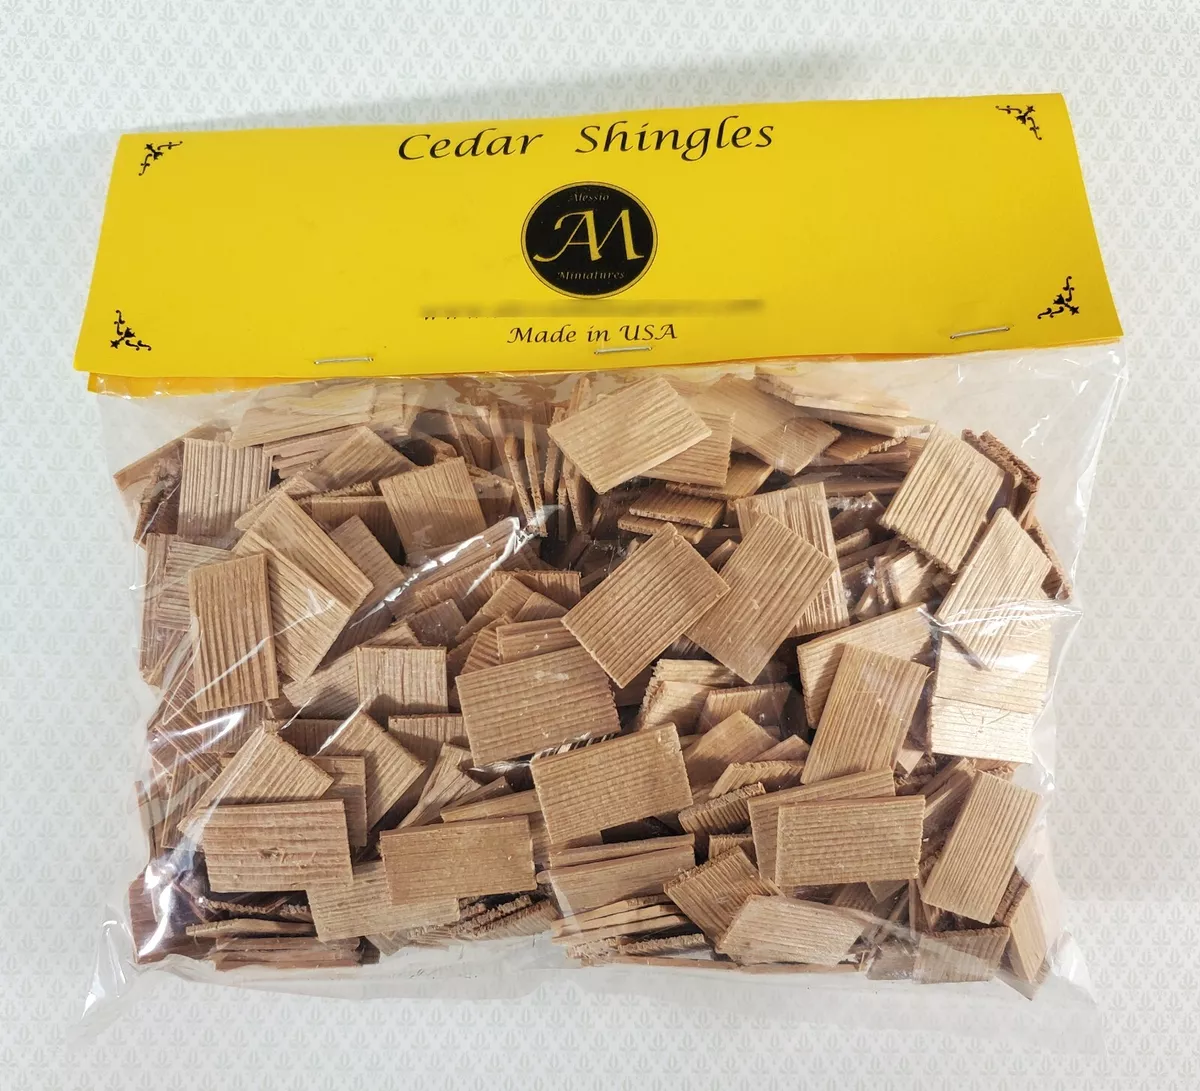 Cedar Shingles
Alessio
AM
Miniatures
Made in USA